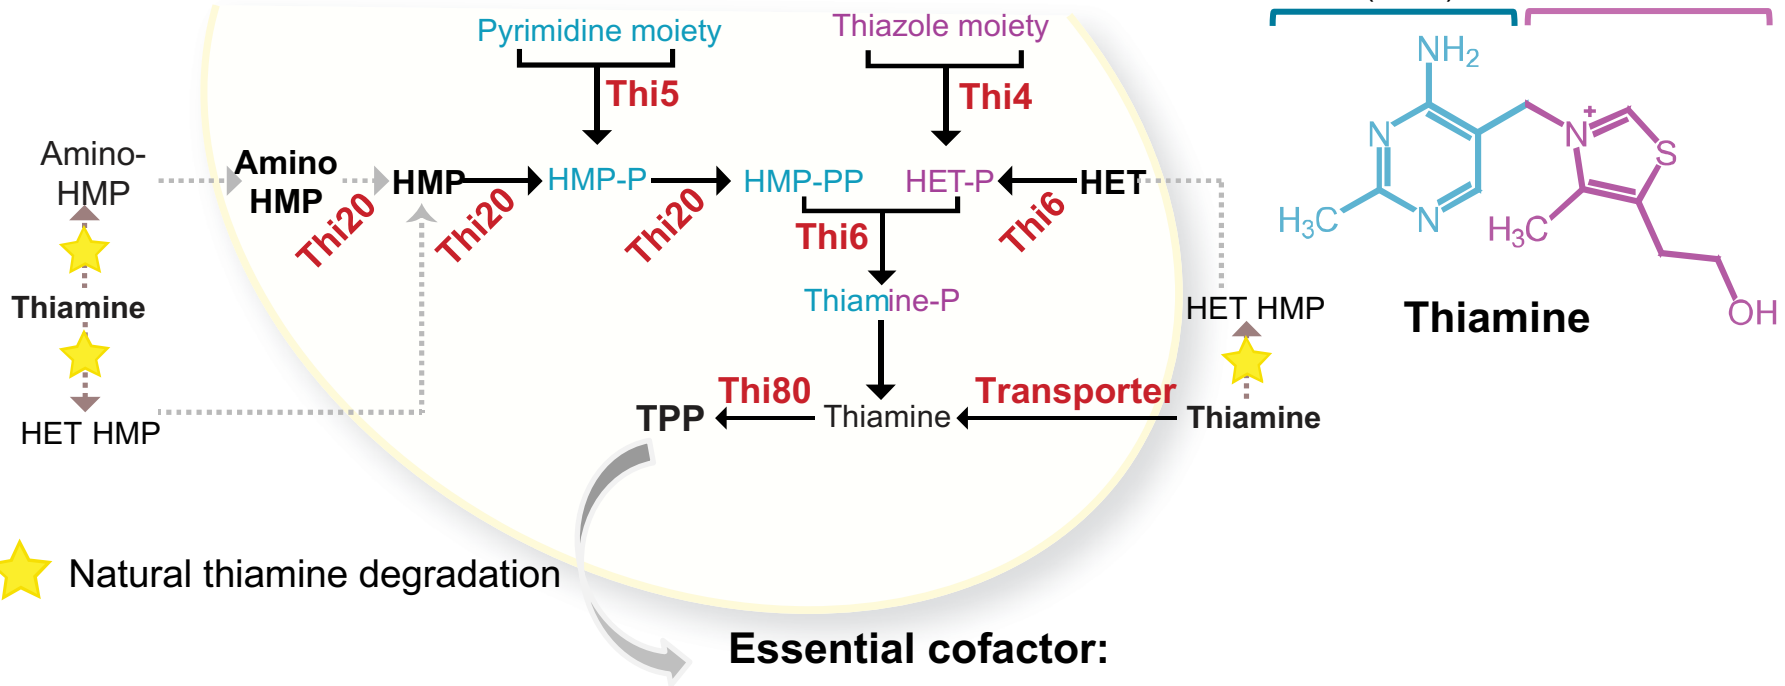 Pyrimidine moiety
Thiazole moiety
Thi5
Thi4
NH2
N
N
H3C
N
+
S
H3C
OH
Thiamine
Amino-
HMP
Amino
HMP
HMP
HMP-P
HMP-PP
HET-P
HET
Thi20
Thi20
Thi20
Thi6
Thi6
Thiamine
Thiamine-P
HET HMP
Thi80
Transporter
TPP
Thiamine
Thiamine
HET HMP
Natural thiamine degradation
Essential cofactor: